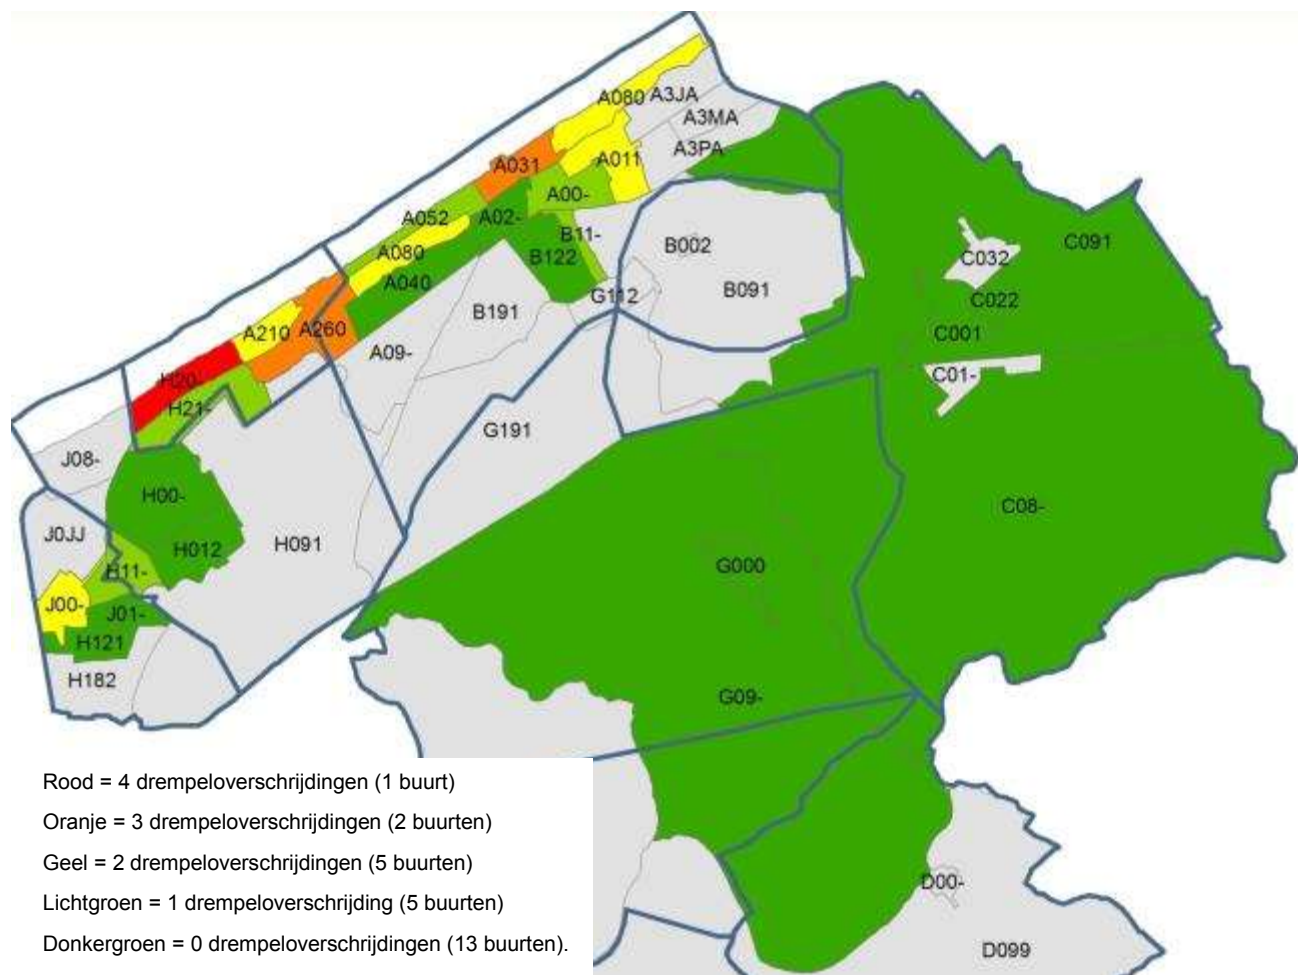 A080 A3JA
A3MA
A031 A011 A3PA
A00-
A052 A02-
B11- B002 C091
A080 B122 C032
A040 G112 B091
C022
B191
A210 A260 C001
A09-
H20- C01-
H21-
G191
J08-
H00- C08-
J0JJ H012 H091
H11- G000
J00- J01-
H121
H182 G09-
Rood = 4 drempeloverschrijdingen (1 buurt)
Oranje = 3 drempeloverschrijdingen (2 buurten)
Geel = 2 drempeloverschrijdingen (5 buurten)
Lichtgroen = 1 drempeloverschrijding (5 buurten)
Donkergroen = 0 drempeloverschrijdingen (13 buurten).
D00-
D099